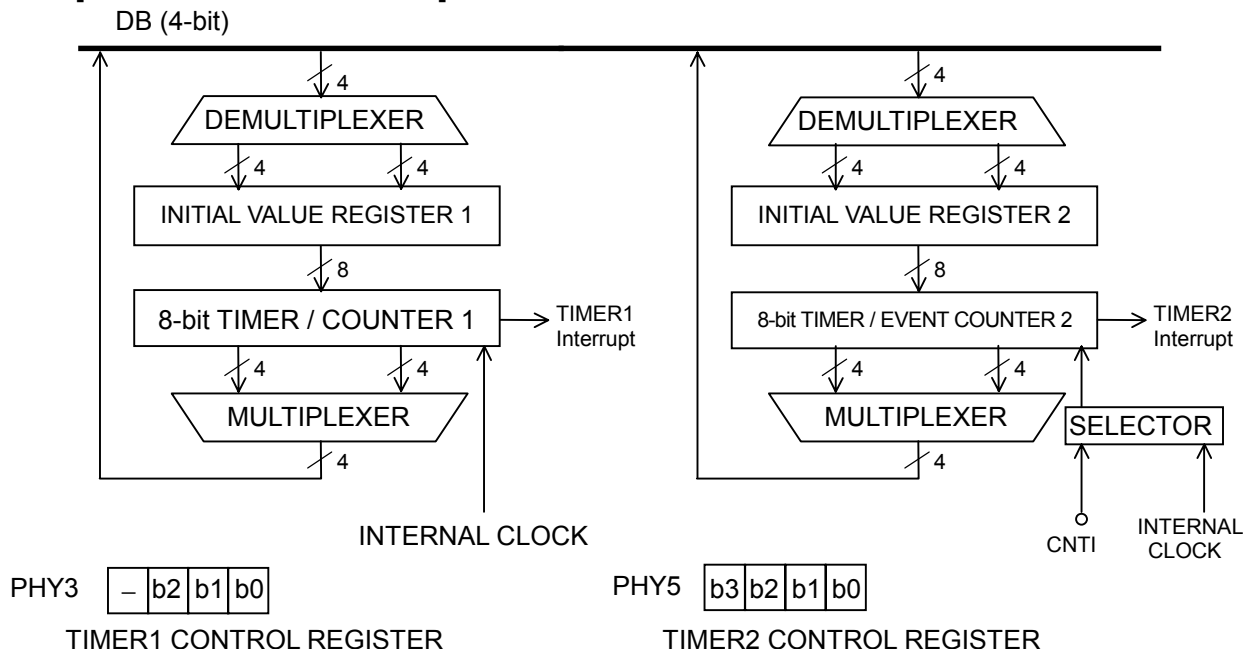 DB (4-bit)
4
4
DEMULTIPLEXER
DEMULTIPLEXER
4
4
4
4
INITIAL VALUE REGISTER 1
INITIAL VALUE REGISTER 2
8
8
8-bit TIMER / COUNTER 1
TIMER1
Interrupt
8-bit TIMER / EVENT COUNTER 2
TIMER2
Interrupt
4
4
4
4
MULTIPLEXER
MULTIPLEXER
SELECTOR
4
4
INTERNAL CLOCK
CNTI
INTERNAL
CLOCK
PHY3
– b2 b1 b0
PHY5
b3 b2 b1 b0
TIMER1 CONTROL REGISTER
TIMER2 CONTROL REGISTER